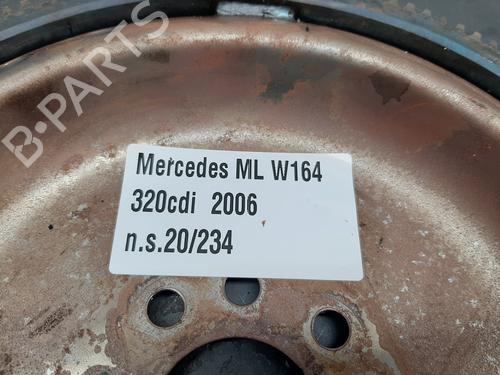 B-PARTS
Mercedes ML W164
320cdi 2006
n.s.20/234